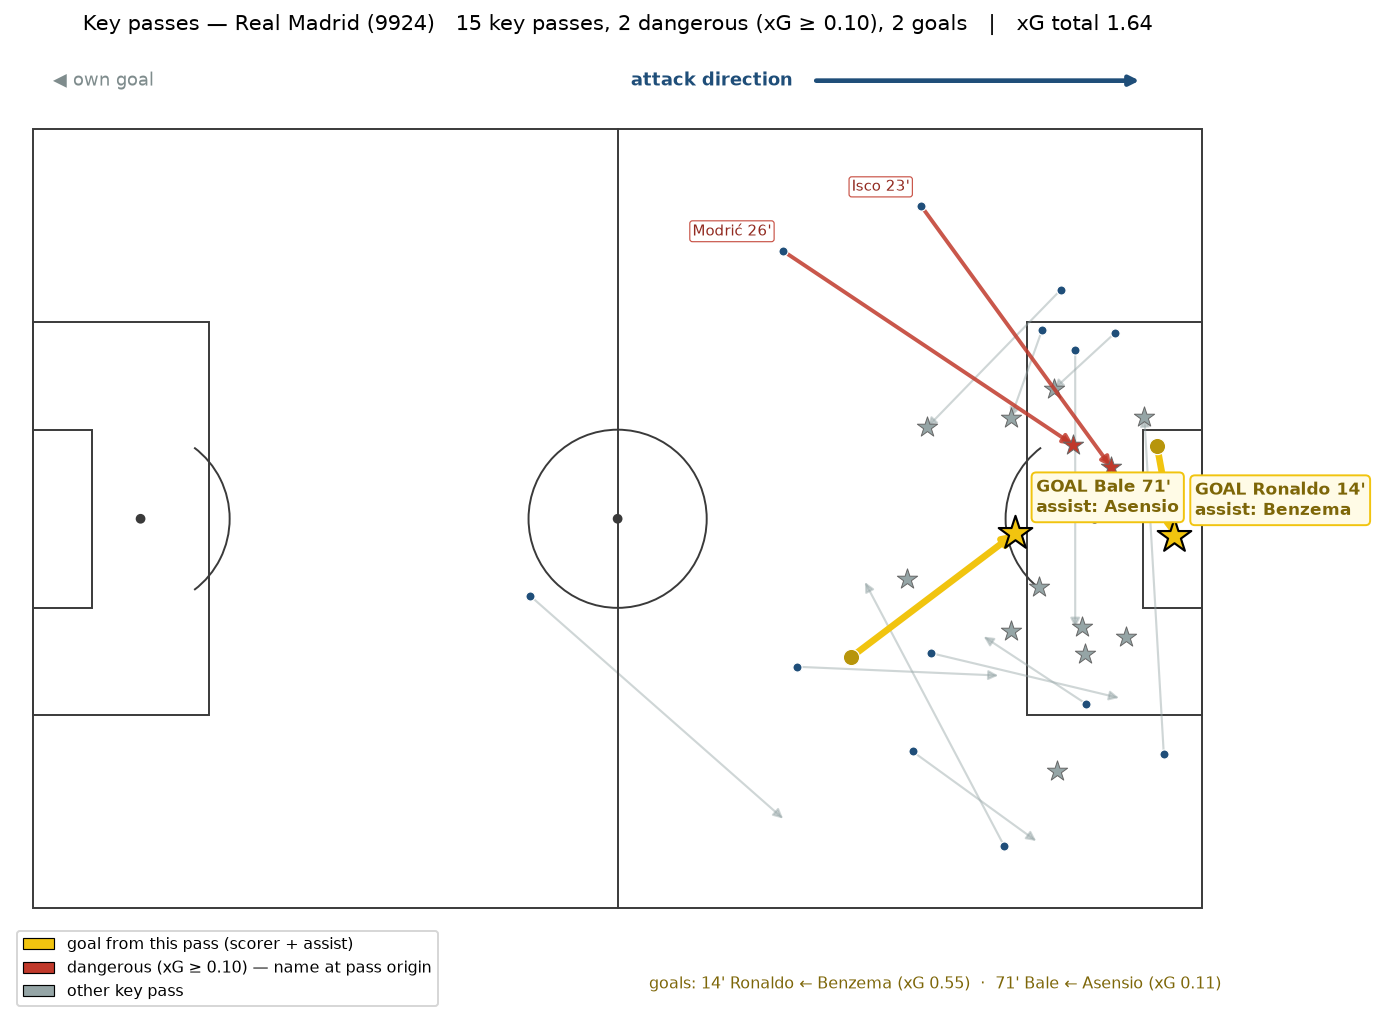 Key passes — Real Madrid (9924)   15 key passes, 2 dangerous (xG ≥ 0.10), 2 goals   |   xG total 1.64
◄ own goal
attack direction
Isco 23'
Modrić 26'
GOAL Bale 71'
assist: Asensio
GOAL Ronaldo 14'
assist: Benzema
goal from this pass (scorer + assist)
dangerous (xG ≥ 0.10) — name at pass origin
other key pass
goals: 14' Ronaldo ← Benzema (xG 0.55)  ·  71' Bale ← Asensio (xG 0.11)